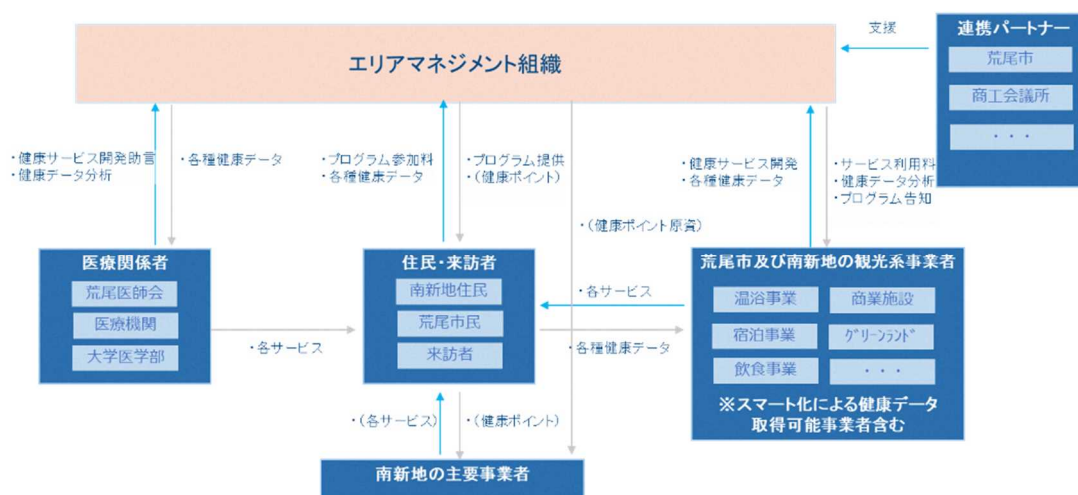 エリアマネジメント組織
支援
連携パートナー
荒尾市
商工会議所
・・・
・健康サービス開発助言
・健康データ分析
・各種健康データ
・プログラム参加料
・各種健康データ
・プログラム提供
・(健康ポイント)
・(健康ポイント原資)
・健康サービス開発
・各種健康データ
・サービス利用料
・健康データ分析
・プログラム告知
医療関係者
荒尾医師会
医療機関
大学医学部
・各サービス
住民・来訪者
南新地住民
荒尾市民
来訪者
・各サービス
・各種健康データ
荒尾市及び南新地の観光系事業者
温浴事業
商業施設
宿泊事業
グリーンランド
飲食事業
・・・
※スマート化による健康データ
取得可能事業者含む
・(各サービス)
・(健康ポイント)
南新地の主要事業者